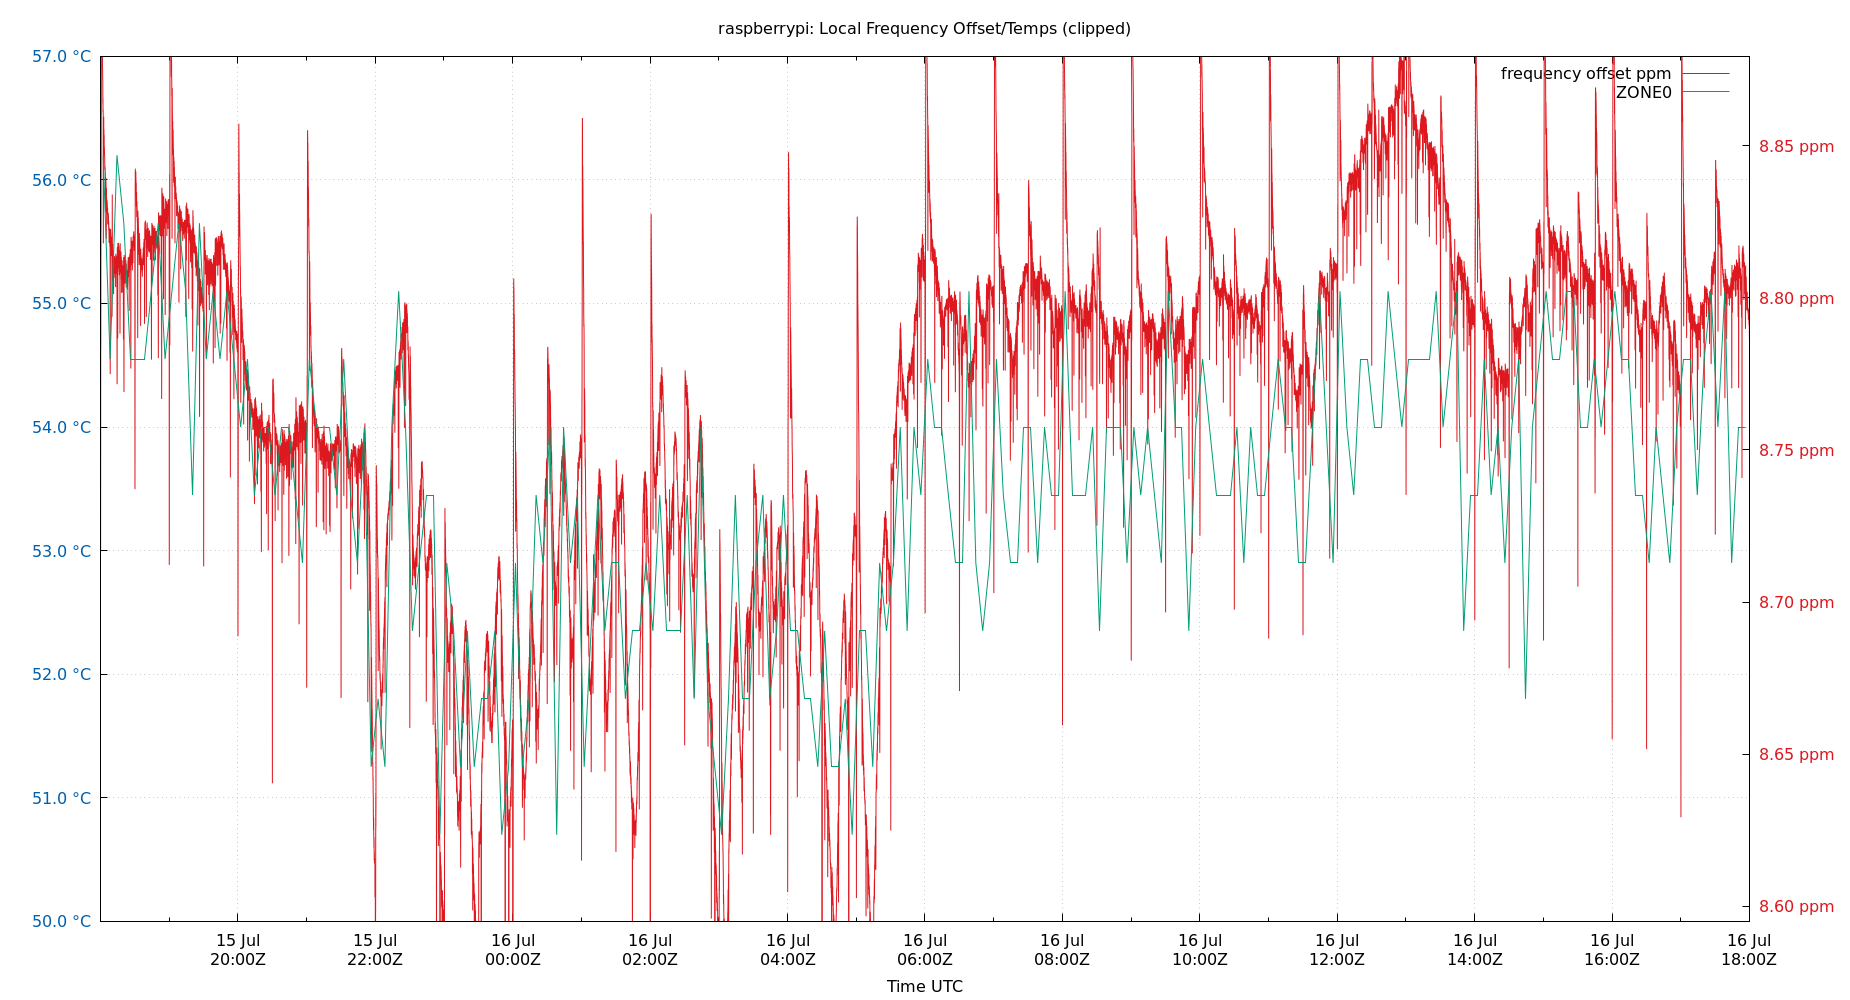 raspberrypi: Local Frequency Offset/Temps (clipped)
57.0 °C
frequency offset ppm
ZONE0
8.85 ppm
56.0 °C
55.0 °C
8.80 ppm
54.0 °C
8.75 ppm
53.0 °C
8.70 ppm
52.0 °C
8.65 ppm
51.0 °C
50.0 °C
8.60 ppm
15 Jul 15 Jul 16 Jul 16 Jul 16 Jul 16 Jul 16 Jul 16 Jul 16 Jul 16 Jul 16 Jul 16 Jul
20:00Z 22:00Z 00:00Z 02:00Z 04:00Z 06:00Z 08:00Z 10:00Z 12:00Z 14:00Z 16:00Z 18:00Z
Time UTC